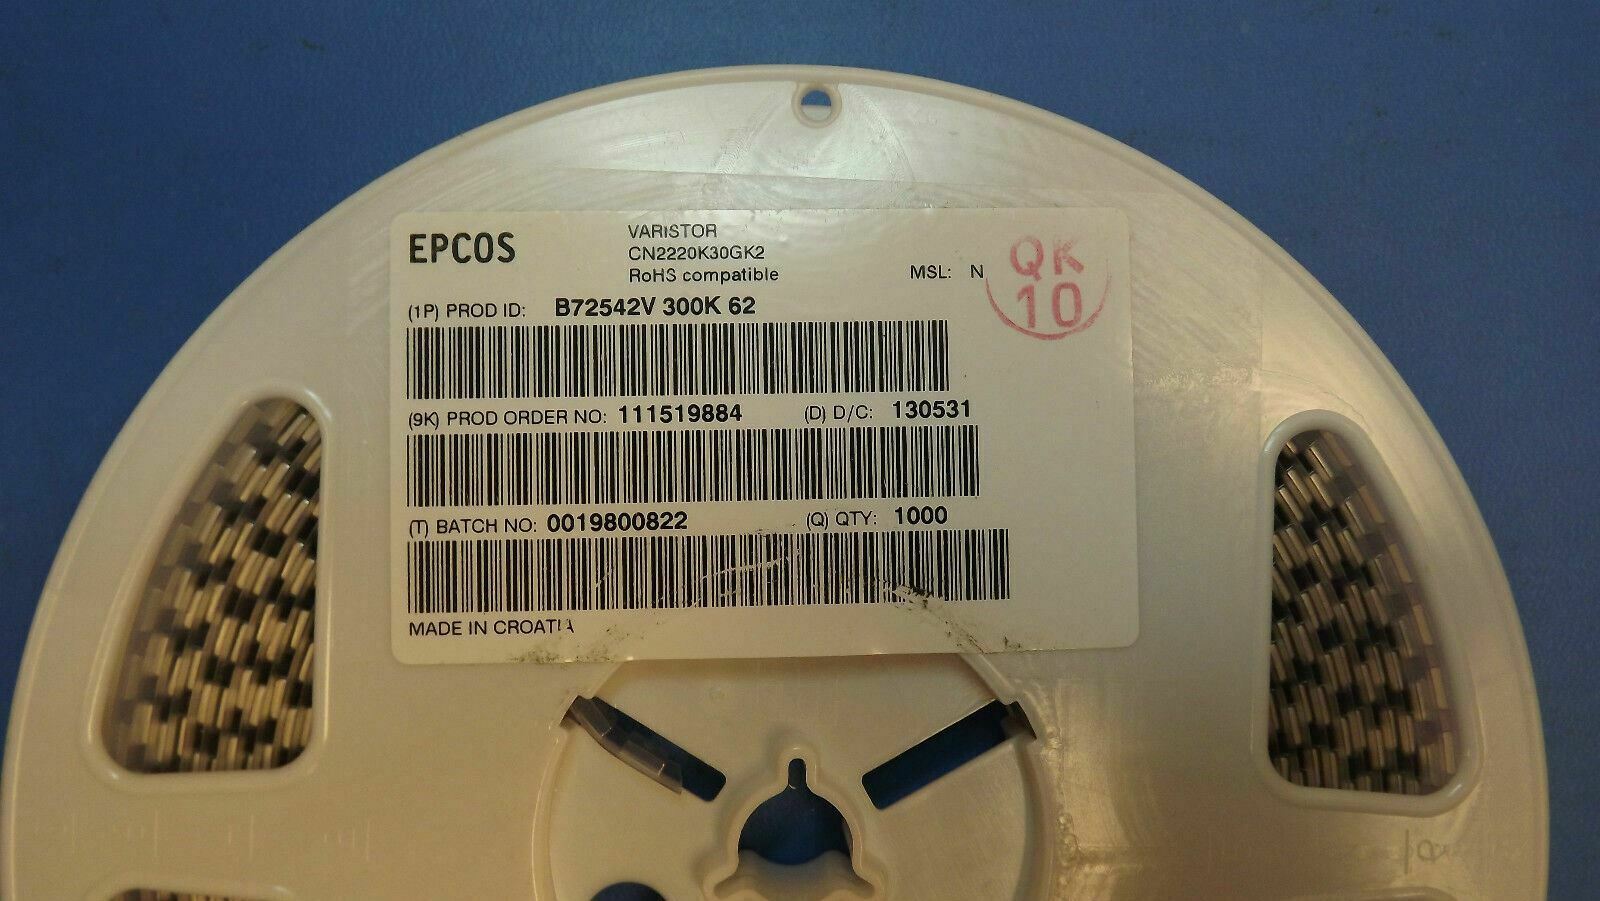 EPCOS
VARISTOR
CN2220K30GK2
RoHS compatible
MSL: N
QK
10
(1P) PROD ID: B72542V 300K 62
(9K) PROD ORDER NO: 111519884 (D) D/C: 130531
(T) BATCH NO: 0019800822 (Q) QTY: 1000
MADE IN CROATIA